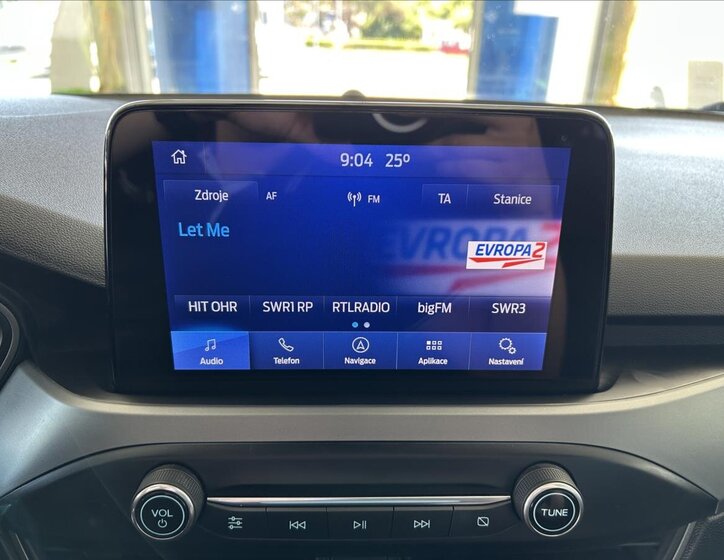 9:04 25°
Zdroje AF FM TA Stanice
Let Me
EVROPA 2
EVROPA2
HIT OHR SWR1 RP RTLRADIO bigFM SWR3
Audio Telefon Navigace Aplikace Nastavení
VOL TUNE